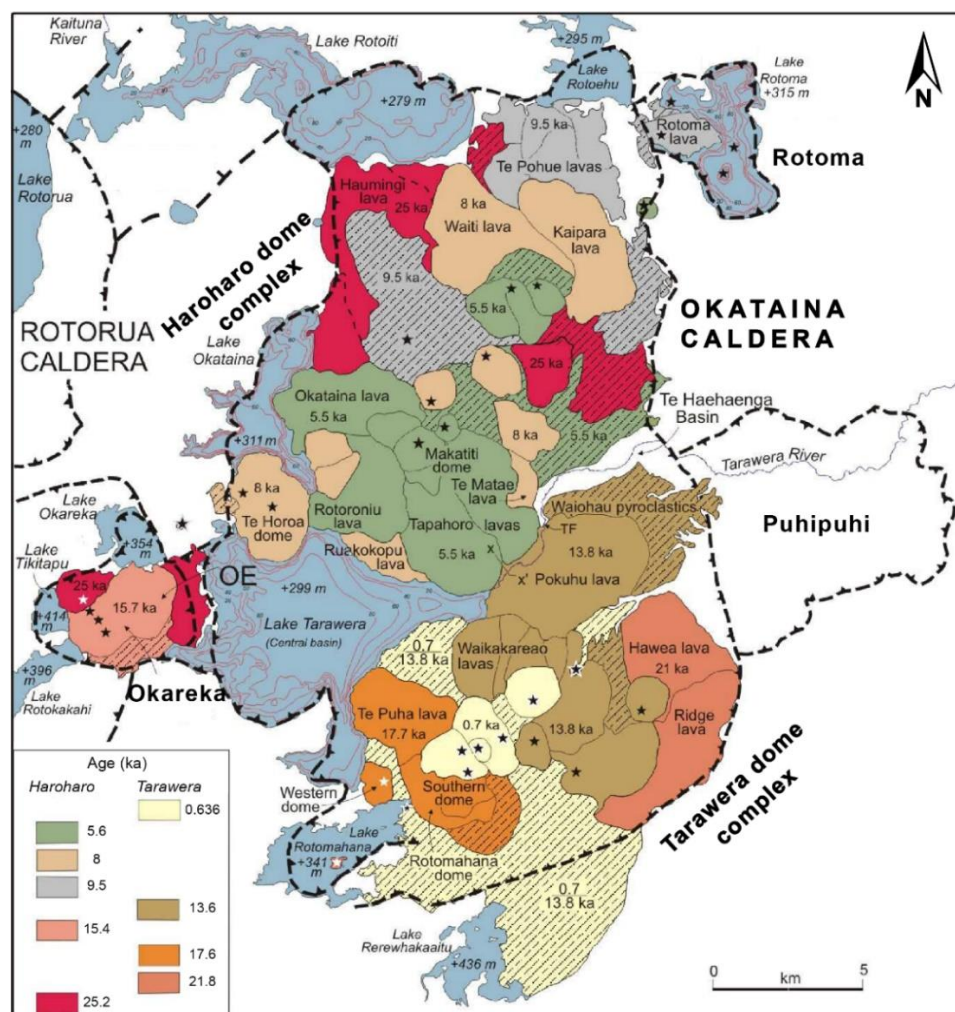 Kaituna
River
Lake Rotoiti
+295 m
Lake
Rotoehu
Lake
Rotoma
+315 m
N
+280
m
+279 m
9.5 ka
Rotoma
lava
Rotoma
Te Pohue lavas
Lake
Rotorua
Haumingi
lava
25 ka
8 ka
Waiti lava
Kaipara
lava
Haroharo dome
complex
9.5 ka
5.5 ka
OKATAINA
CALDERA
ROTORUA
CALDERA
Lake
Okataina
25 ka
Okataina lava
5.5 ka
Te Haehaenga
Basin
+311 m
8 ka
5.5 ka
Makatiti
dome
Tarawera
River
8 ka
Te Matae
lava
Waiohau pyroclastics
Lake
Okareka
Te Horoa
dome
Rotoroniu
lava
Tapahoro lavas
TF
Puhipuhi
Lake
Tikitapu
+354
m
Ruakokopu
lava
5.5 ka
x
13.8 ka
x' Pokuhu lava
25 ka
OE
+299 m
15.7 ka
+414
m
Lake Tarawera
(Central basin)
0.7
13.8 ka
Waikakareao
lavas
Hawea lava
21 ka
+396
m
Okareka
Lake
Rotokakahi
Te Puha lava
17.7 ka
0.7 ka
13.8 ka
Ridge
lava
Age (ka)
Haroharo
Tarawera
0.636
5.6
8
9.5
13.6
15.4
17.6
21.8
25.2
Western
dome
Southern
dome
Tarawera dome
complex
Lake
Rotomahana
+341
m
Rotomahana
dome
0.7
13.8 ka
Lake
Rerewhakaaitu
+436 m
0
5
km